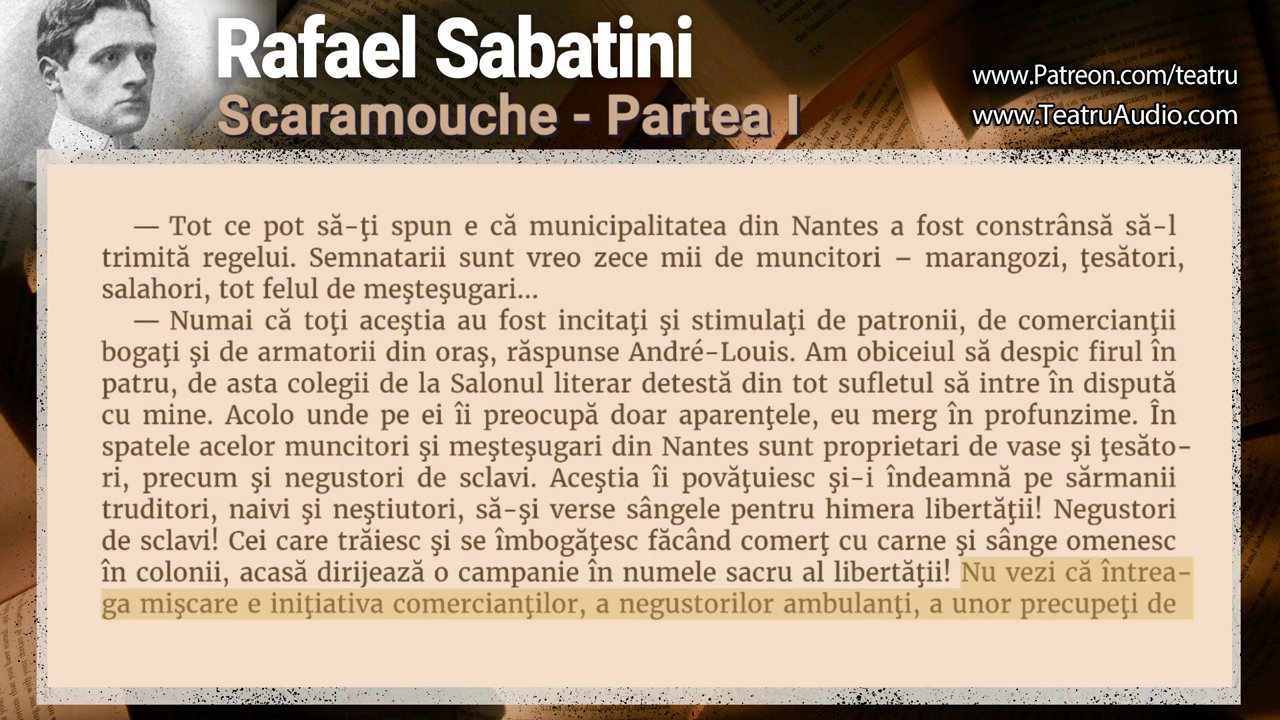 Rafael Sabatini
Scaramouche - Partea I
www.Patreon.com/teatru
www.TeatruAudio.com
— Tot ce pot să-ţi spun e că municipalitatea din Nantes a fost constrânsă să-l
trimită regelui. Semnatarii sunt vreo zece mii de muncitori – marangozi, ţesători,
salahori, tot felul de meşteşugari...
— Numai că toţi aceştia au fost incitaţi şi stimulaţi de patronii, de comercianţii
bogaţi şi de armatorii din oraş, răspunse André-Louis. Am obiceiul să despic firul în
patru, de asta colegii de la Salonul literar detestă din tot sufletul să intre în dispută
cu mine. Acolo unde pe ei îi preocupă doar aparenţele, eu merg în profunzime. În
spatele acelor muncitori şi meşteşugari din Nantes sunt proprietari de vase şi ţesăto-
ri, precum şi negustori de sclavi. Aceştia îi povăţuiesc şi-i îndeamnă pe sărmanii
truditori, naivi şi neştiutori, să-şi verse sângele pentru himera libertăţii! Negustori
de sclavi! Cei care trăiesc şi se îmbogăţesc făcând comerţ cu carne şi sânge omenesc
în colonii, acasă dirijează o campanie în numele sacru al libertăţii! Nu vezi că întrea-
ga mişcare e iniţiativa comercianţilor, a negustorilor ambulanţi, a unor precupeţi de